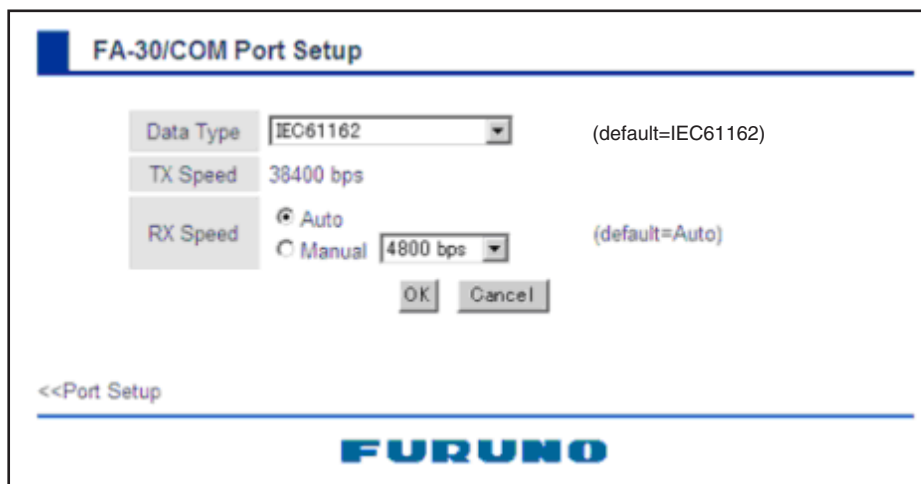 FA-30/COM Port Setup
Data Type IEC61162 (default=IEC61162)
TX Speed 38400 bps
RX Speed Auto (default=Auto)
Manual 4800 bps
OK Cancel
<<Port Setup
FURUNO